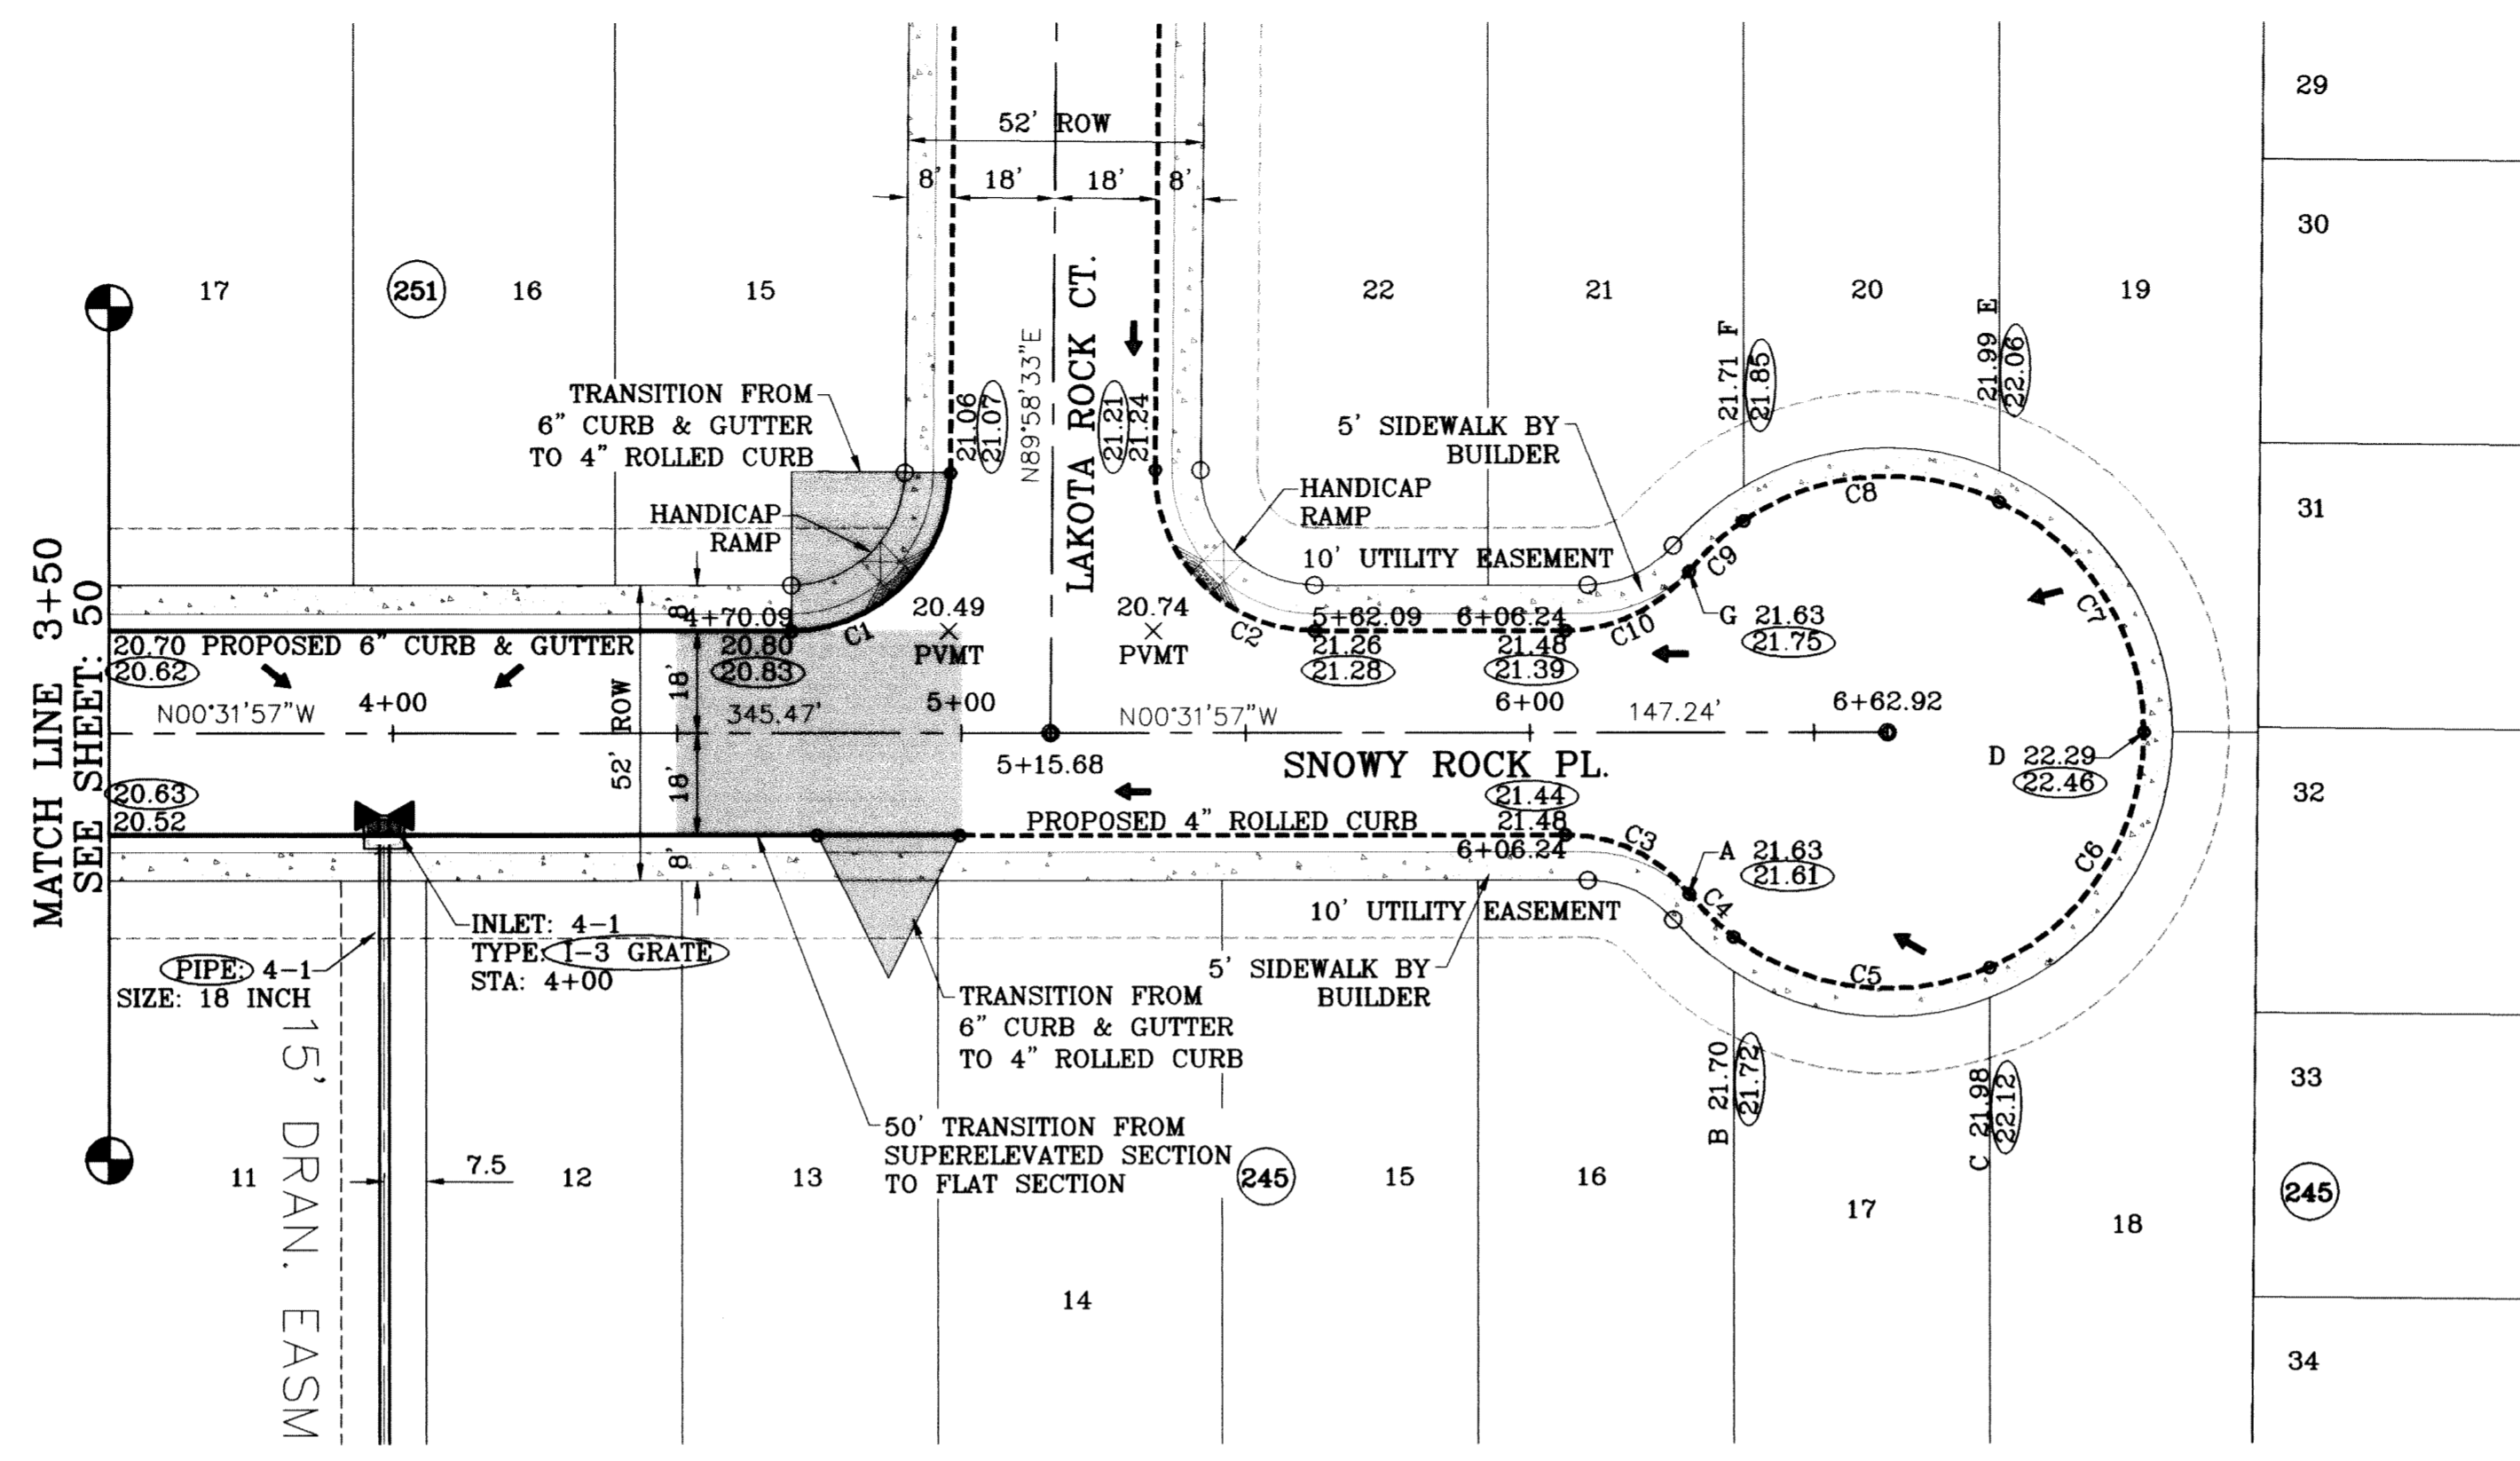 29
52' ROW
8'
18'
18'
8'
30
17
251
16
15
22
21
20
19
LAKOTA ROCK CT.
N89°58'33"E
21.06
21.07
21.21
21.24
21.71 F
21.85
21.99 E
22.06
TRANSITION FROM
6" CURB & GUTTER
TO 4" ROLLED CURB
5' SIDEWALK BY
BUILDER
HANDICAP
RAMP
HANDICAP
RAMP
C8
31
10' UTILITY EASEMENT
C9
MATCH LINE 3+50
SEE SHEET: 50
8'
4+70.09
C1
20.49
PVMT
20.74
PVMT
C2
5+62.09
6+06.24
C10
G 21.63
21.75
C7
20.70 PROPOSED 6" CURB & GUTTER
20.62
20.80
20.83
21.26
21.28
21.48
21.39
18'
N00°31'57"W
4+00
52' ROW
345.47'
5+00
N00°31'57"W
6+00
147.24'
6+62.92
5+15.68
SNOWY ROCK PL.
D 22.29
22.46
32
18'
20.63
20.52
21.44
PROPOSED 4" ROLLED CURB
21.48
6+06.24
C3
A 21.63
21.61
C6
8'
C4
10' UTILITY EASEMENT
INLET: 4-1
TYPE: 1-3 GRATE
STA: 4+00
PIPE: 4-1
SIZE: 18 INCH
5' SIDEWALK BY
BUILDER
C5
TRANSITION FROM
6" CURB & GUTTER
TO 4" ROLLED CURB
15' DRAN. EASM
B 21.70
21.72
C 21.98
22.12
33
50' TRANSITION FROM
SUPERELEVATED SECTION
TO FLAT SECTION
11
7.5
12
13
245
15
16
17
18
245
14
34